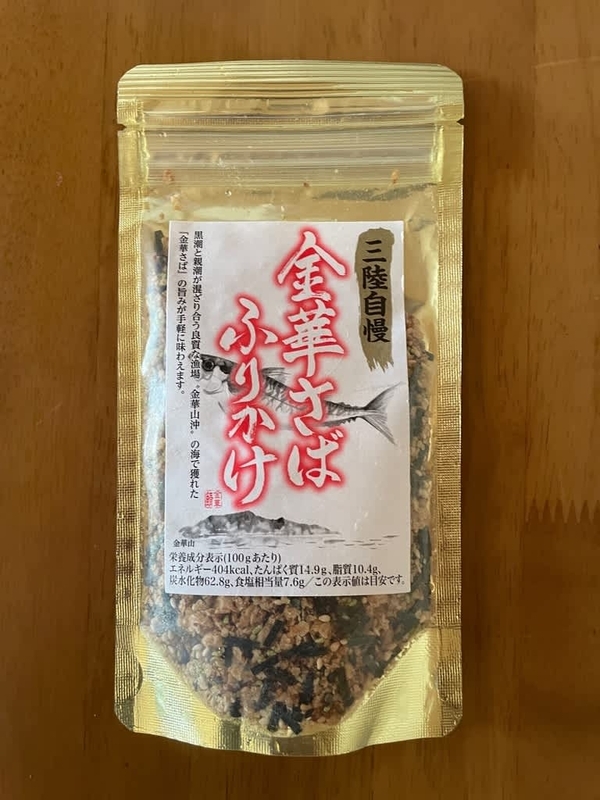 三陸自慢
金華さば
ふりかけ
黒潮と親潮が混ざり合う良質な漁場〝金華山沖〟の海で獲れた
「金華さば」の旨みが手軽に味わえます。
金華山
栄養成分表示(100gあたり)
エネルギー404kcal、たんぱく質14.9g、脂質10.4g、
炭水化物62.8g、食塩相当量7.6g／この表示値は目安です。